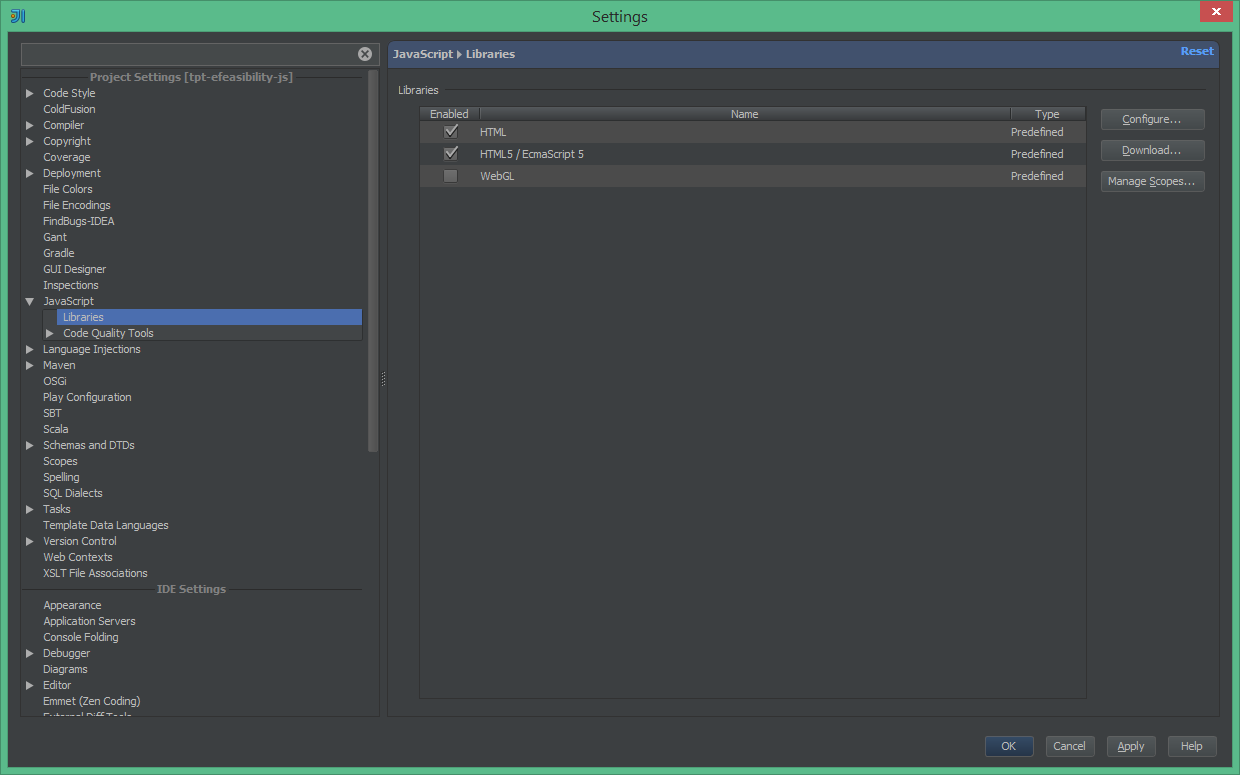 Settings
Project Settings [tpt-efeasibility-js]
Code Style
ColdFusion
Compiler
Copyright
Coverage
Deployment
File Colors
File Encodings
FindBugs-IDEA
Gant
Gradle
GUI Designer
Inspections
JavaScript
Libraries
Code Quality Tools
Language Injections
Maven
OSGi
Play Configuration
SBT
Scala
Schemas and DTDs
Scopes
Spelling
SQL Dialects
Tasks
Template Data Languages
Version Control
Web Contexts
XSLT File Associations
IDE Settings
Appearance
Application Servers
Console Folding
Debugger
Diagrams
Editor
Emmet (Zen Coding)
External Diff Tools
JavaScript ▸ Libraries Reset
Libraries
Enabled Name Type
HTML Predefined
HTML5 / EcmaScript 5 Predefined
WebGL Predefined
Configure...
Download...
Manage Scopes...
OK Cancel Apply Help